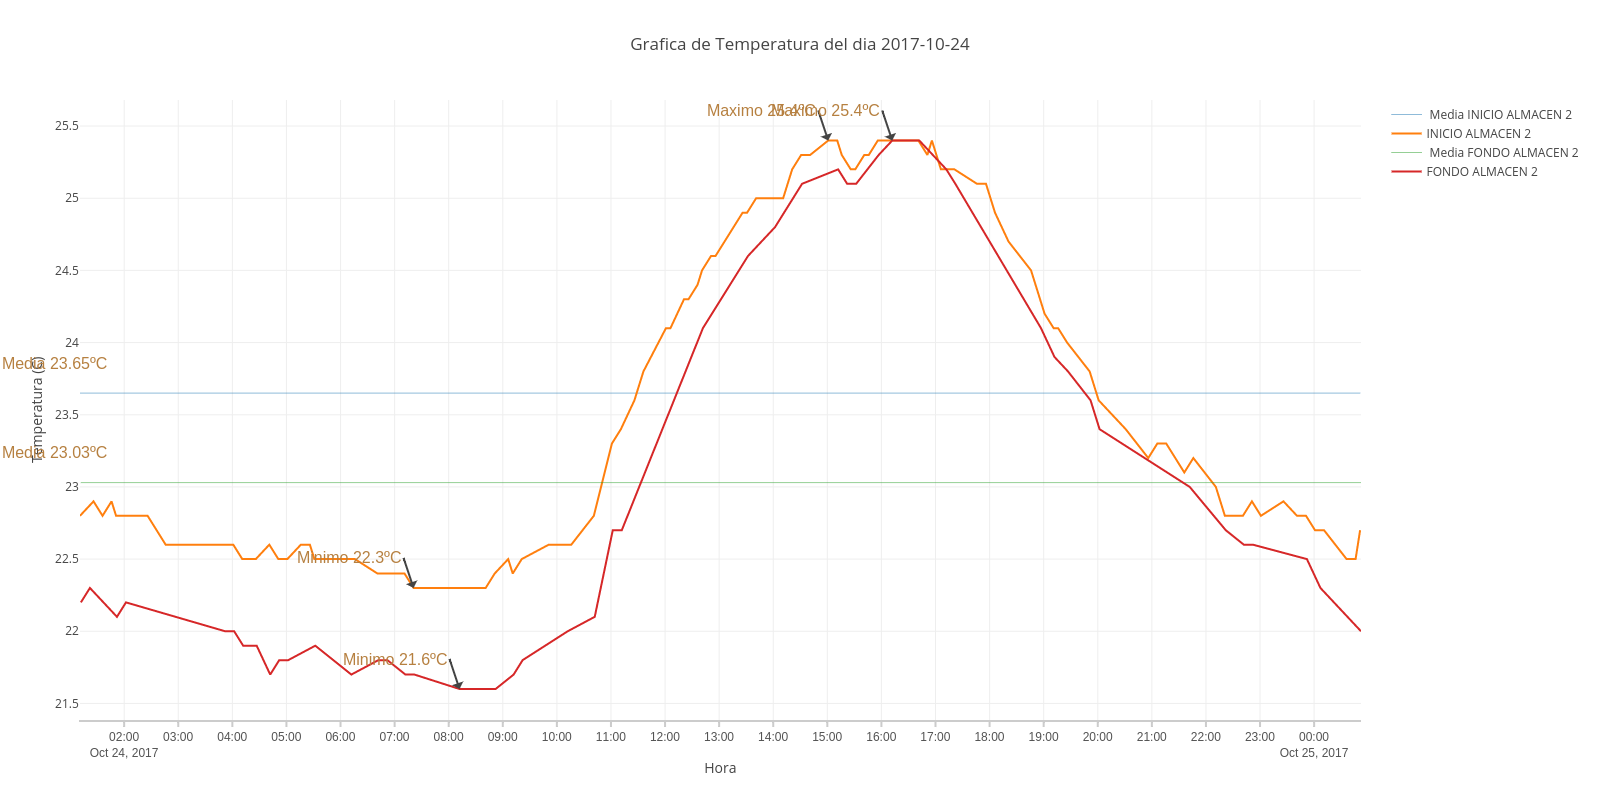 Grafica de Temperatura del dia 2017-10-24
Maximo 25.4ºC
Maximo 25.4ºC
Media INICIO ALMACEN 2
INICIO ALMACEN 2
Media FONDO ALMACEN 2
FONDO ALMACEN 2
25.5
25
24.5
24
Media 23.65ºC
23.5
Temperatura (C)
Media 23.03ºC
23
Minimo 22.3ºC
22.5
22
Minimo 21.6ºC
21.5
02:00 03:00 04:00 05:00 06:00 07:00 08:00 09:00 10:00 11:00 12:00 13:00 14:00 15:00 16:00 17:00 18:00 19:00 20:00 21:00 22:00 23:00 00:00
Oct 24, 2017 Oct 25, 2017
Hora